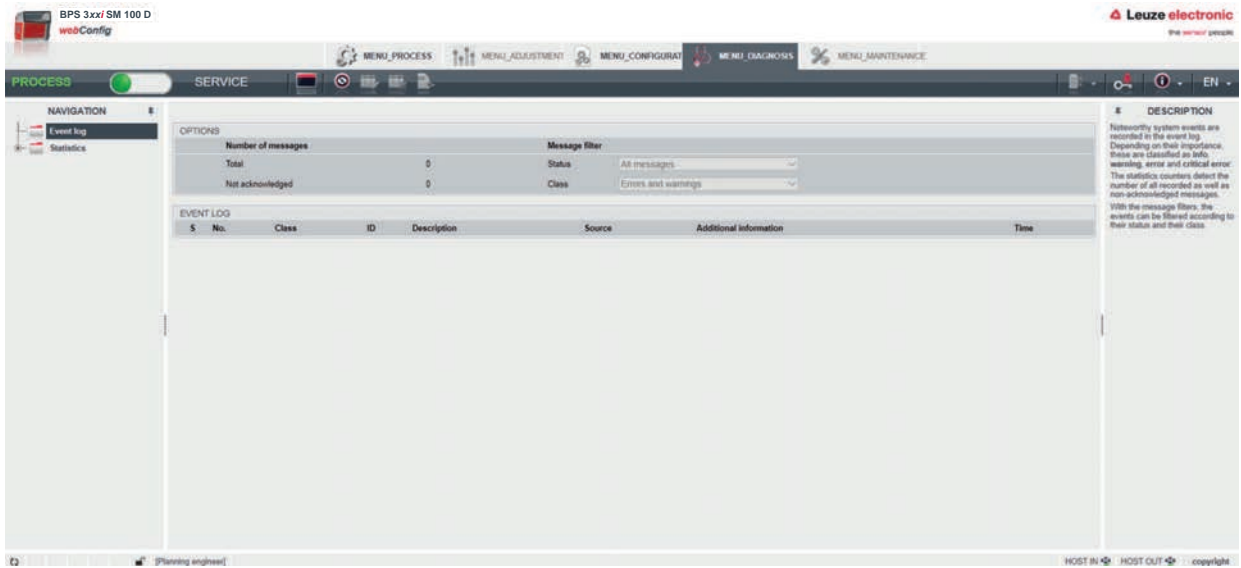 BPS 3xxi SM 100 D
webConfig
Leuze electronic
the sensor people
MENU_PROCESS
MENU_ADJUSTMENT
MENU_CONFIGURAT
MENU_DIAGNOSIS
MENU_MAINTENANCE
PROCESS
SERVICE
EN
NAVIGATION
Event log
Statistics
OPTIONS
Number of messages
Message filter
Total 0 Status All messages
Not acknowledged 0 Class Errors and warnings
EVENT LOG
S No. Class ID Description Source Additional information Time
DESCRIPTION
Noteworthy system events are
recorded in the event log.
Depending on their importance,
these are classified as info,
warning, error and critical error.
The statistics counters detect the
number of all recorded as well as
non-acknowledged messages.
With the message filters, the
events can be filtered according to
their status and their class.
[Planning engineer]
HOST IN HOST OUT copyright